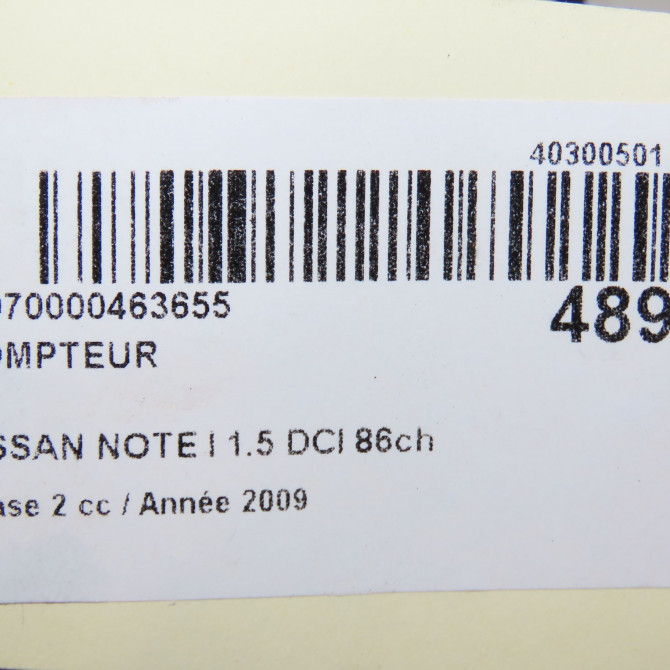 40300501
070000463655
489
OMPTEUR
SSAN NOTE I 1.5 DCI 86ch
ase 2 cc / Année 2009